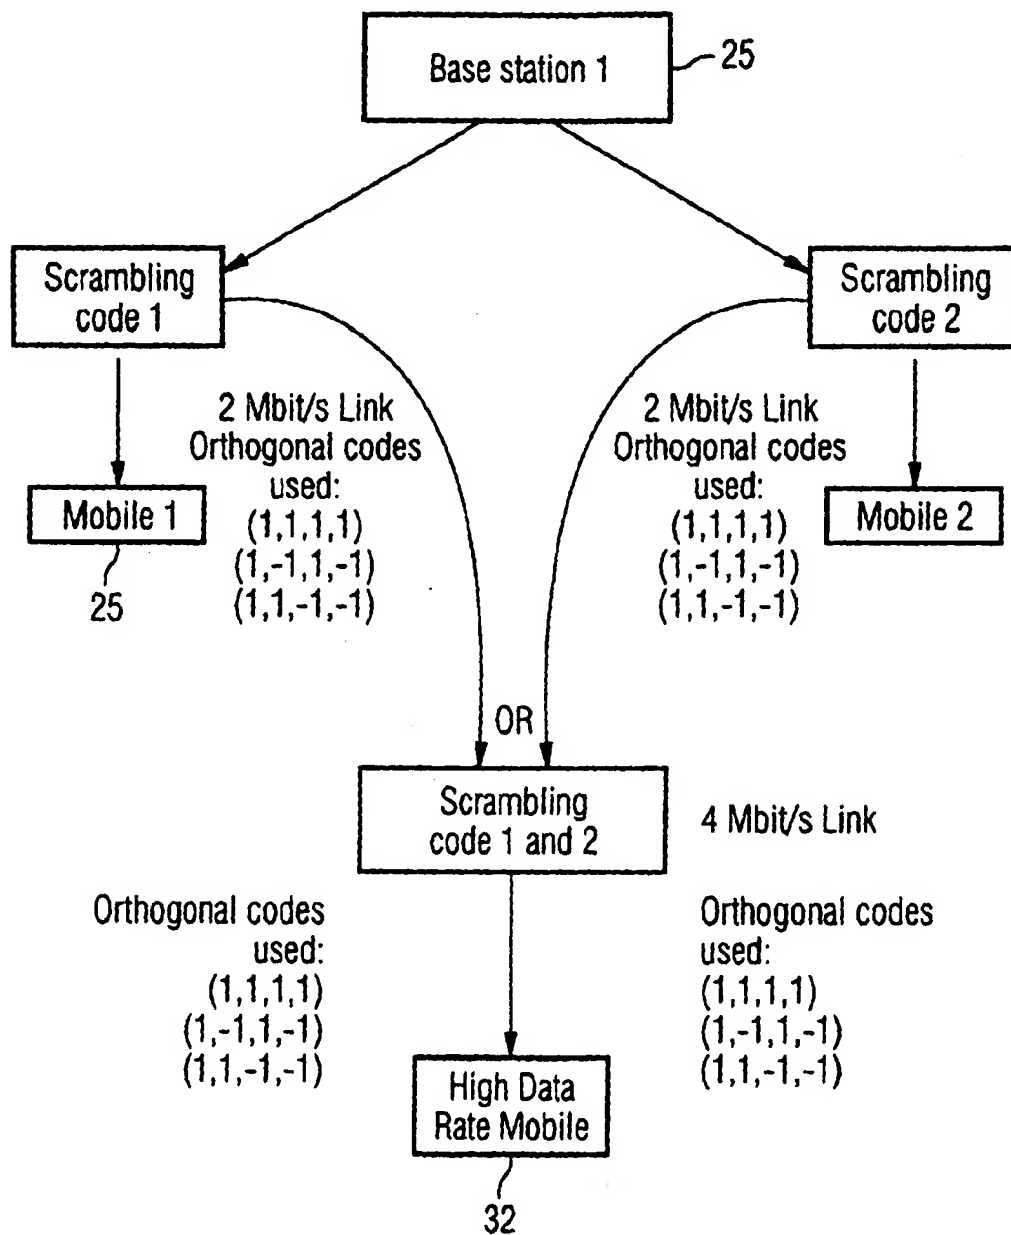 Base station 1
25
Scrambling
code 1
Scrambling
code 2
2 Mbit/s Link
Orthogonal codes
used:
(1,1,1,1)
(1,-1,1,-1)
(1,1,-1,-1)
2 Mbit/s Link
Orthogonal codes
used:
(1,1,1,1)
(1,-1,1,-1)
(1,1,-1,-1)
Mobile 1
25
Mobile 2
OR
Scrambling
code 1 and 2
4 Mbit/s Link
Orthogonal codes
used:
(1,1,1,1)
(1,-1,1,-1)
(1,1,-1,-1)
Orthogonal codes
used:
(1,1,1,1)
(1,-1,1,-1)
(1,1,-1,-1)
High Data
Rate Mobile
32